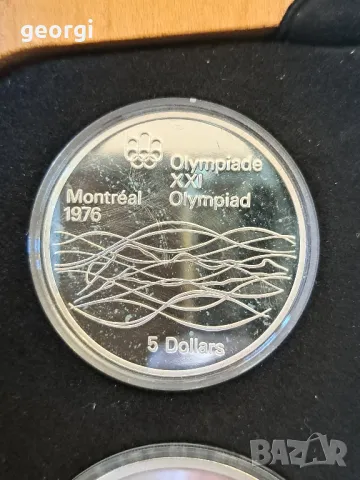 georgi
Olympiade
XXI
Olympiad
Montréal
1976
5 Dollars
BAZAR